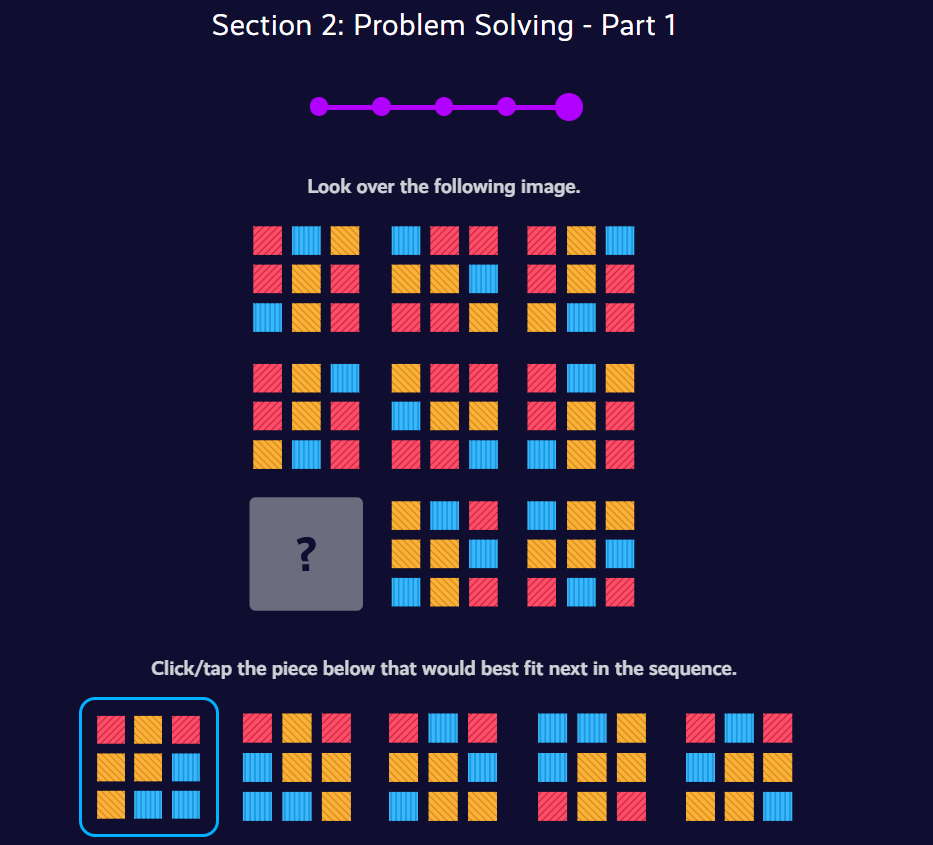 Section 2: Problem Solving - Part 1
Look over the following image.
?
Click/tap the piece below that would best fit next in the sequence.